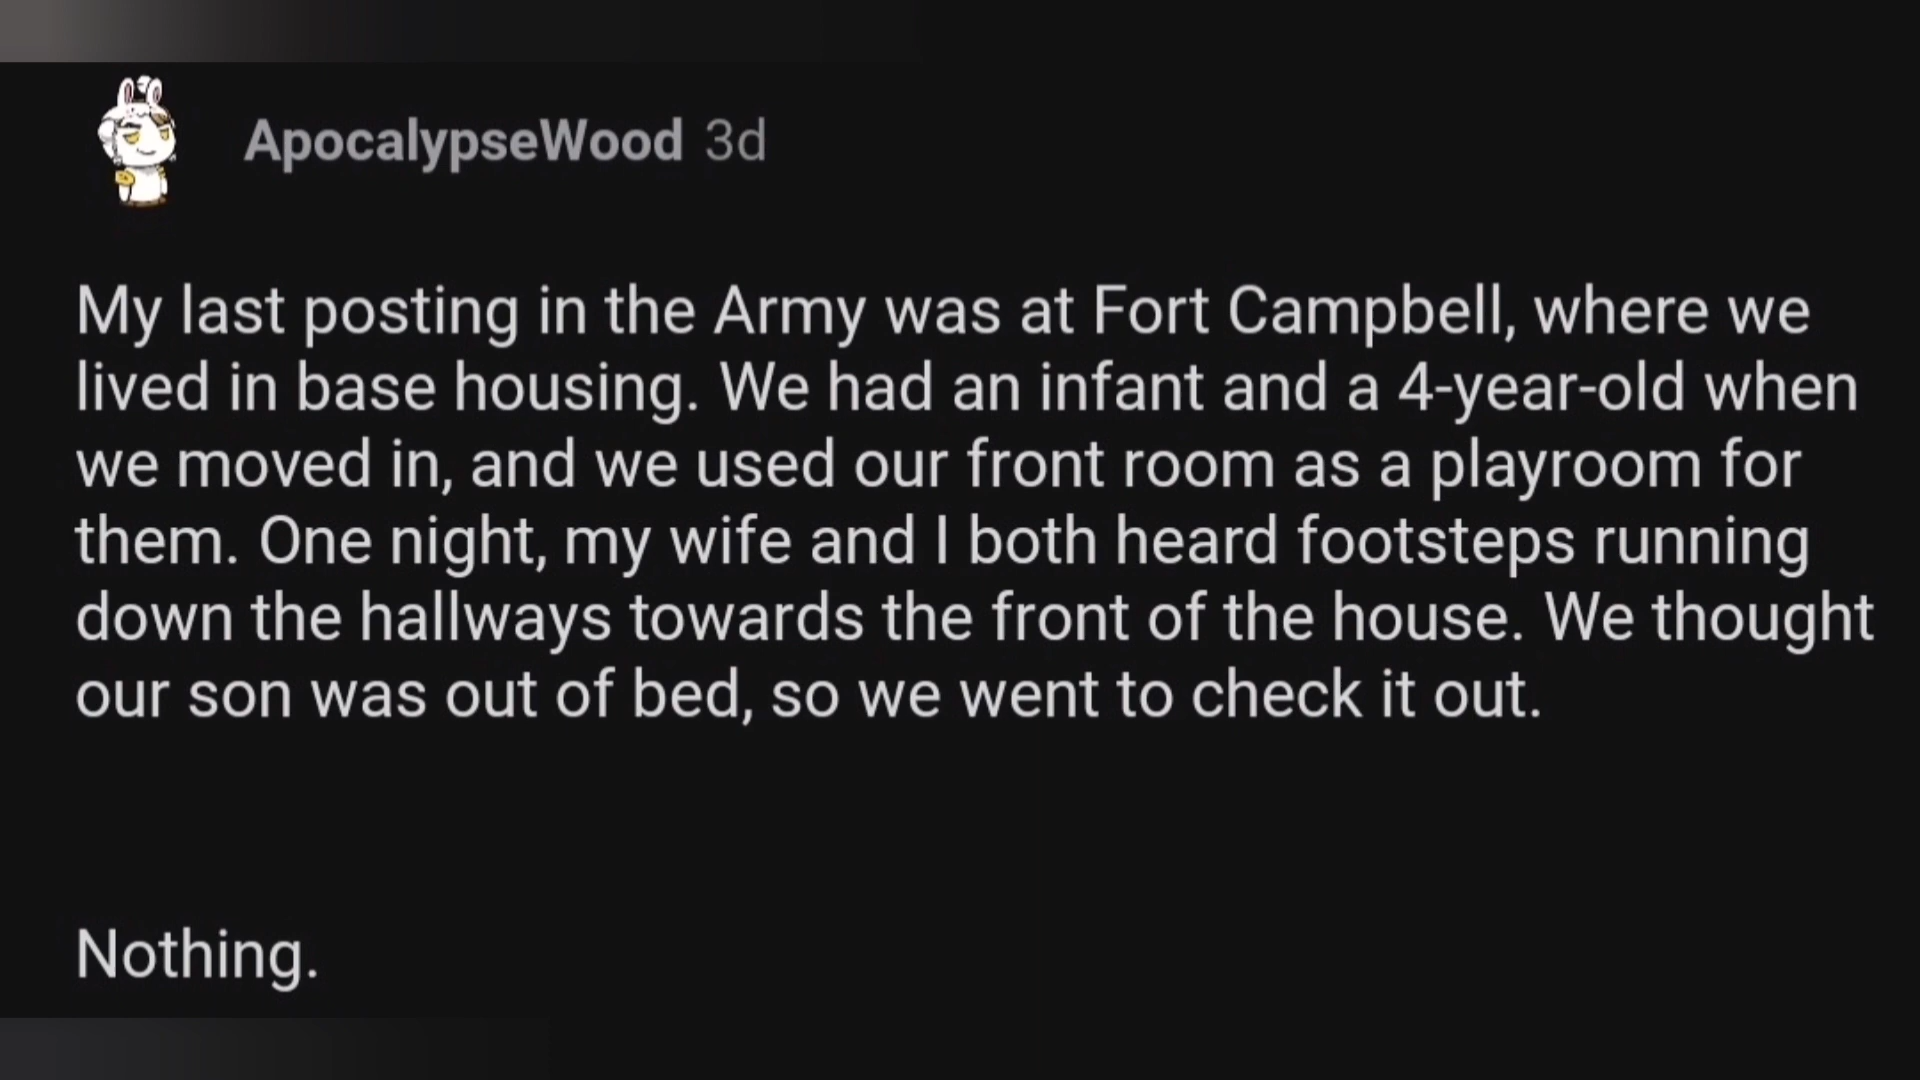 ApocalypseWood 3d
My last posting in the Army was at Fort Campbell, where we
lived in base housing. We had an infant and a 4-year-old when
we moved in, and we used our front room as a playroom for
them. One night, my wife and I both heard footsteps running
down the hallways towards the front of the house. We thought
our son was out of bed, so we went to check it out.
Nothing.